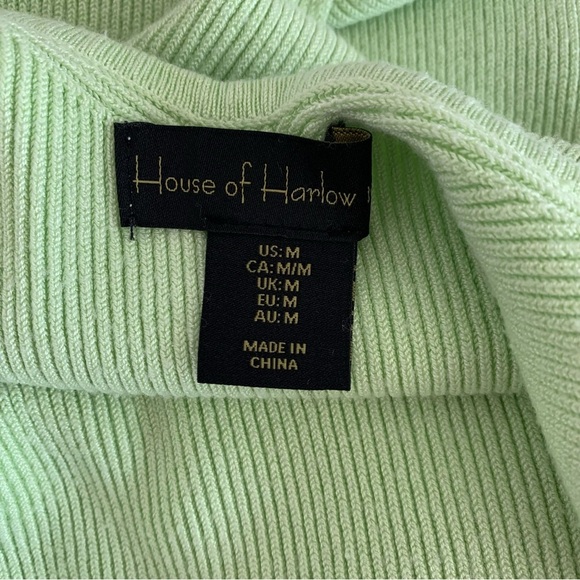 House of Harlow
US: M
CA: M/M
UK: M
EU: M
AU: M
MADE IN
CHINA